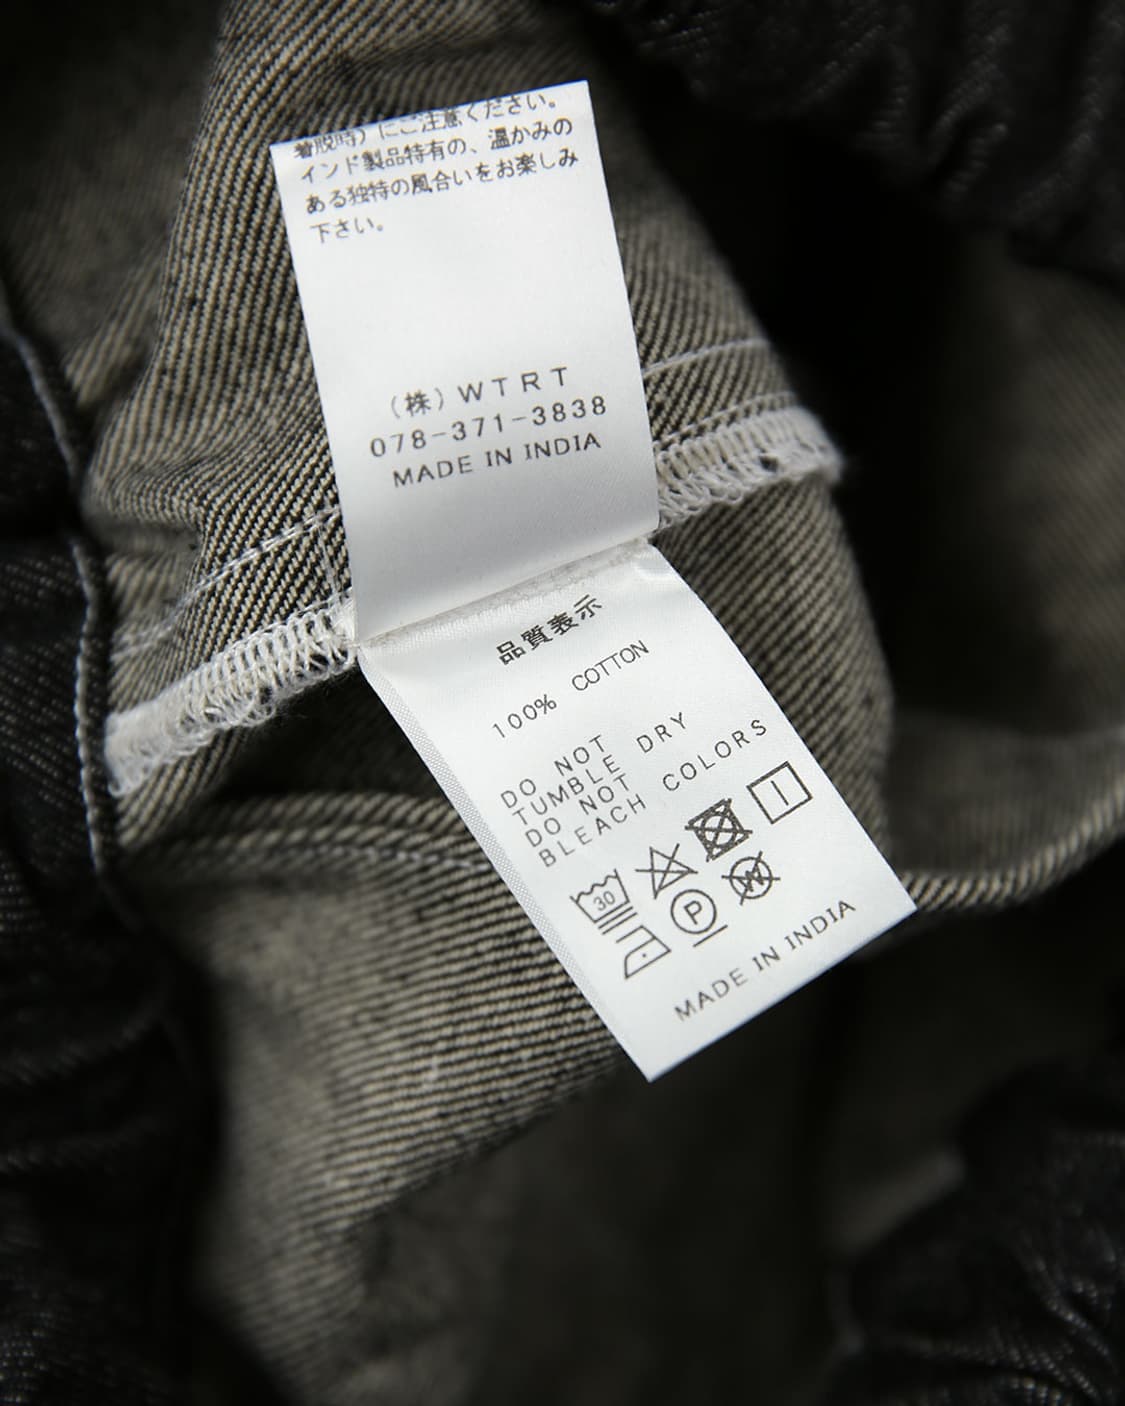 着脱時）にご注意ください。
インド製品特有の、温かみの
ある独特の風合いをお楽しみ
下さい。
（株）ＷＴＲＴ
078-371-3838
MADE IN INDIA
品質表示
100% COTTON
DO NOT
TUMBLE DRY
DO NOT
BLEACH COLORS
30
P
W
MADE IN INDIA